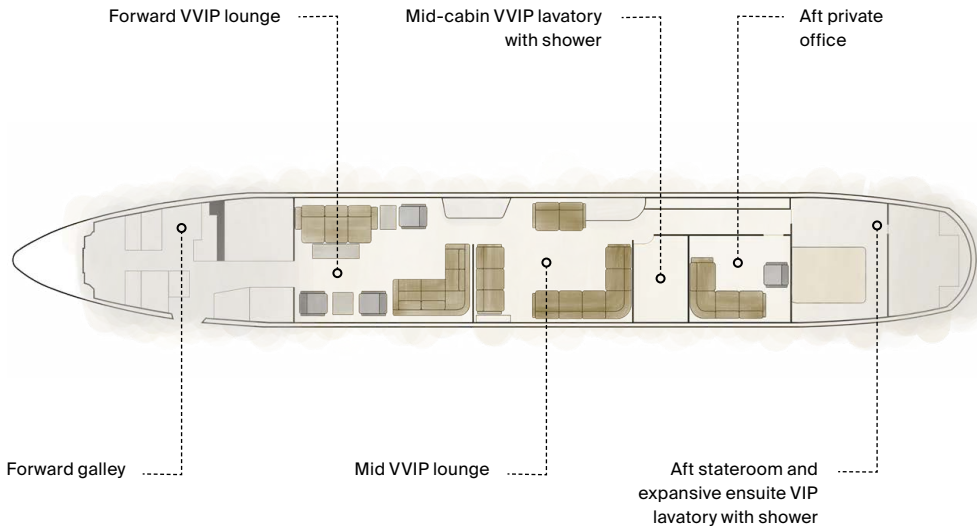 Forward VVIP lounge
Mid-cabin VVIP lavatory
with shower
Aft private
office
Forward galley
Mid VVIP lounge
Aft stateroom and
expansive ensuite VIP
lavatory with shower